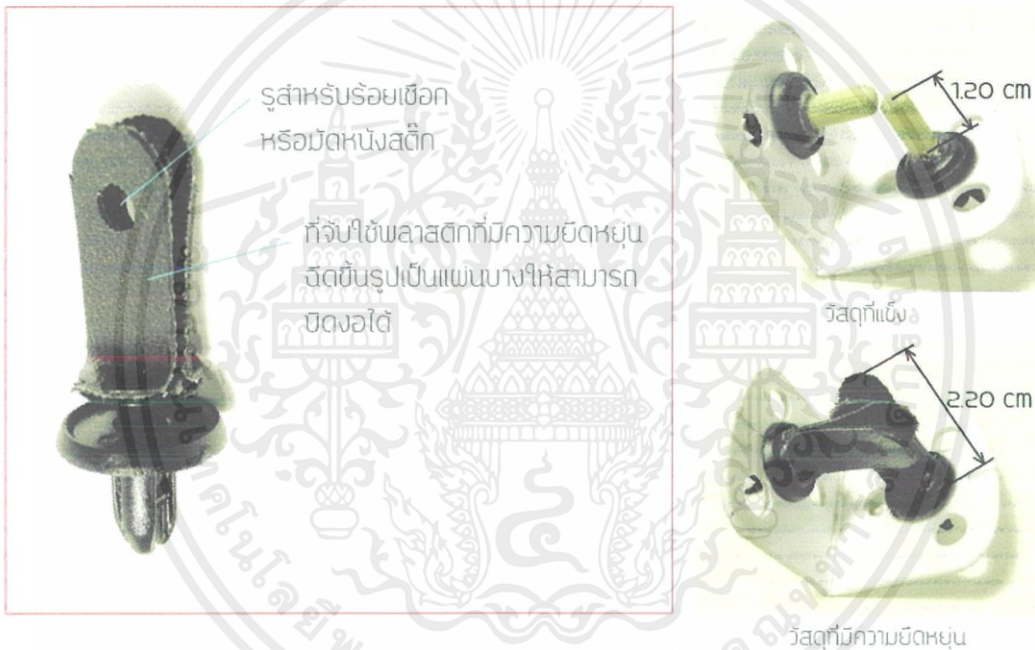 รูสำหรับร้อยเชือก
หรือมัดหนังสติ๊ก
ที่จับใช้พลาสติกที่มีความยืดหยุ่น
ฉีดขึ้นรูปเป็นแผ่นบางให้สามารถ
บิดงอได้
1.20 cm
วัสดุที่แข็ง
2.20 cm
วัสดุที่มีความยืดหยุ่น